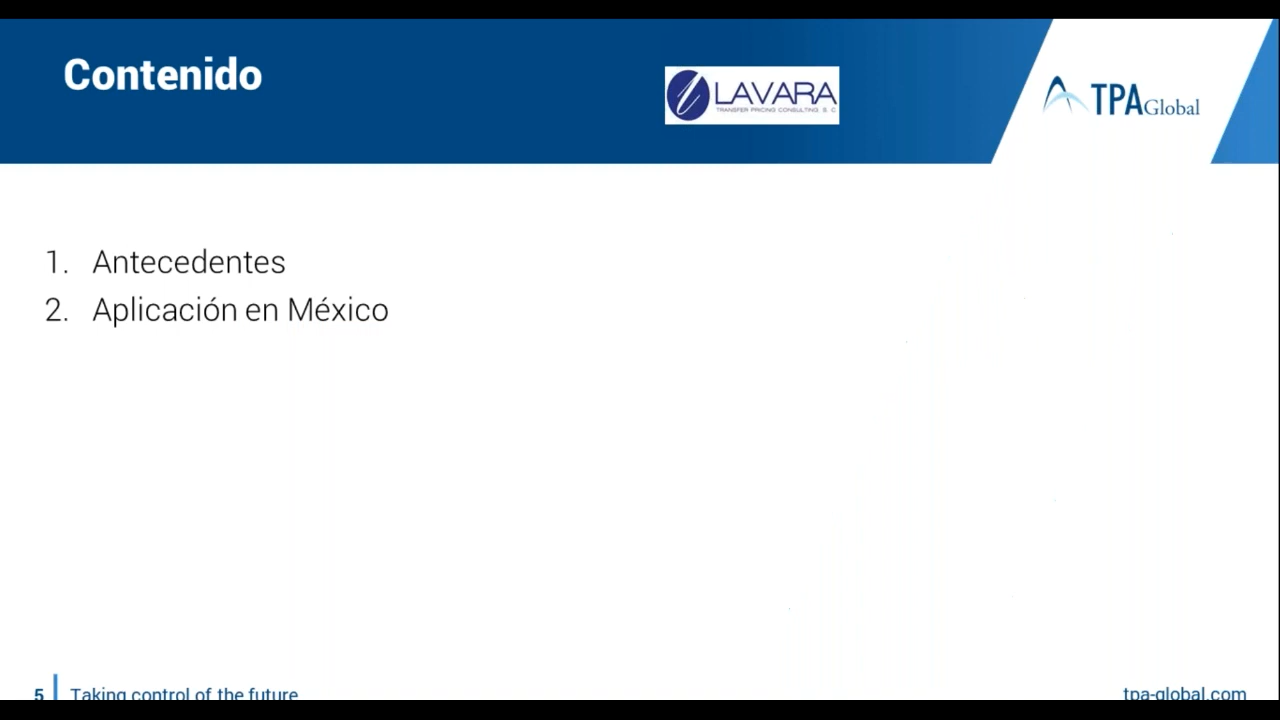 Contenido
LAVARA
TRANSFER PRICING CONSULTING, S. C.
TPAGlobal
1. Antecedentes
2. Aplicación en México
5 Taking control of the future
tpa-global.com